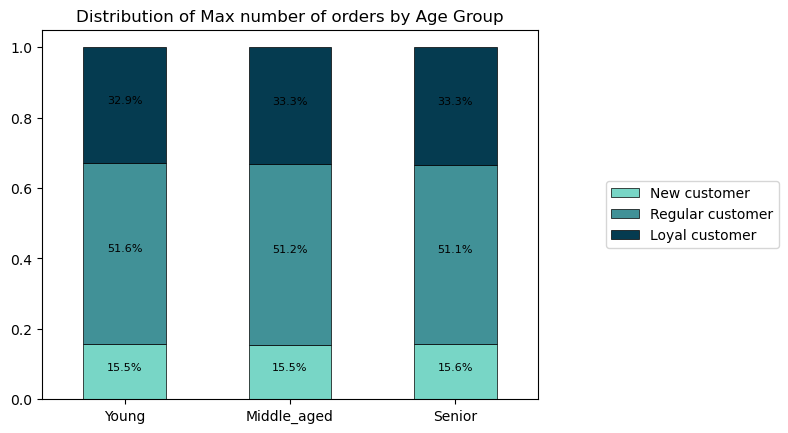 Distribution of Max number of orders by Age Group
1.0
0.8
0.6
0.4
0.2
0.0
32.9%
33.3%
33.3%
51.6%
51.2%
51.1%
15.5%
15.5%
15.6%
Young
Middle_aged
Senior
New customer
Regular customer
Loyal customer